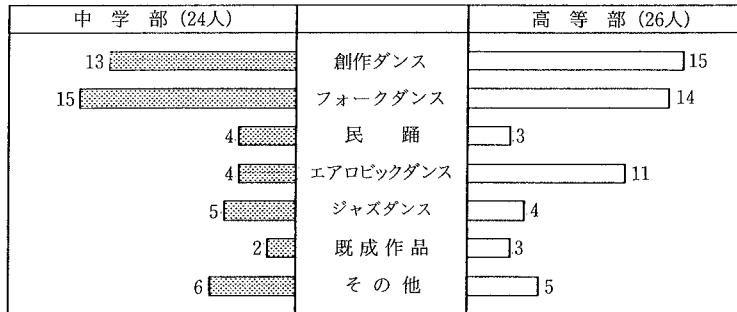 中学部(24人) 高等部(26人)
13 創作ダンス 15
15 フォークダンス 14
4 民踊 3
4 エアロビックダンス 11
5 ジャズダンス 4
2 既成作品 3
6 その他 5